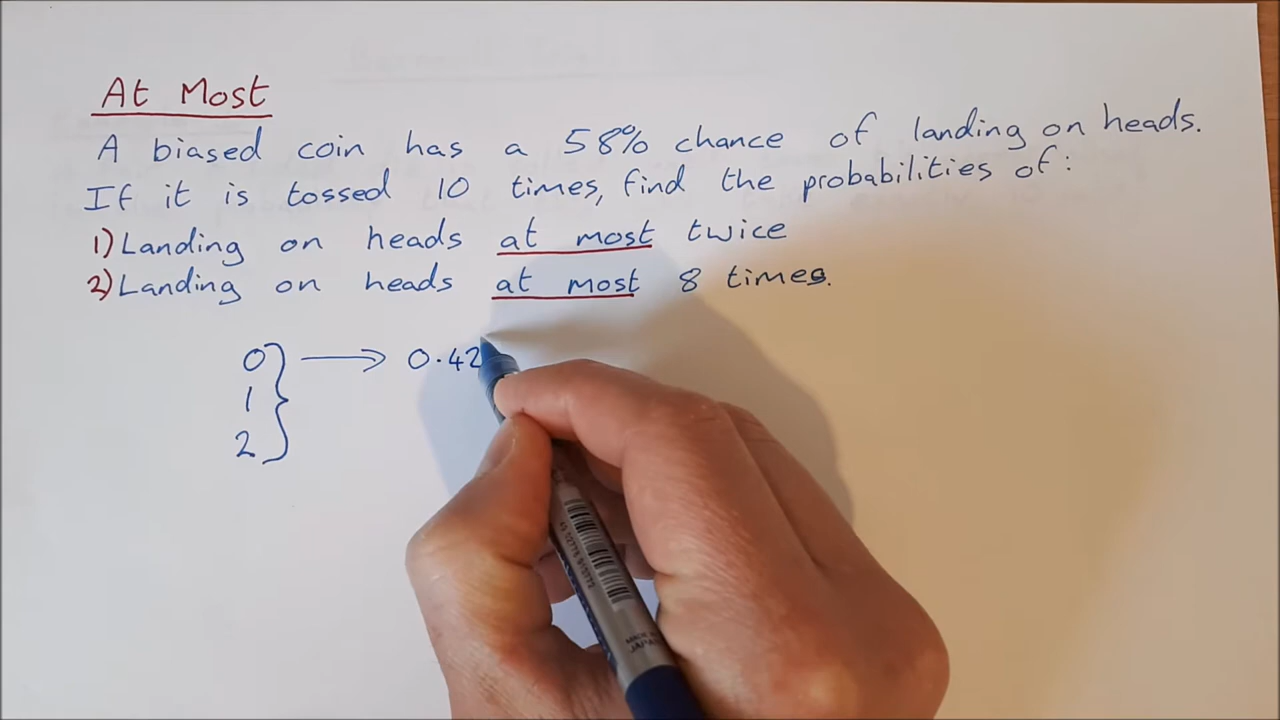 At Most
A biased coin has a 58% chance of landing on heads.
If it is tossed 10 times, find the probabilities of:
1) Landing on heads at most twice
2) Landing on heads at most 8 times.
0 → 0.42
1
2